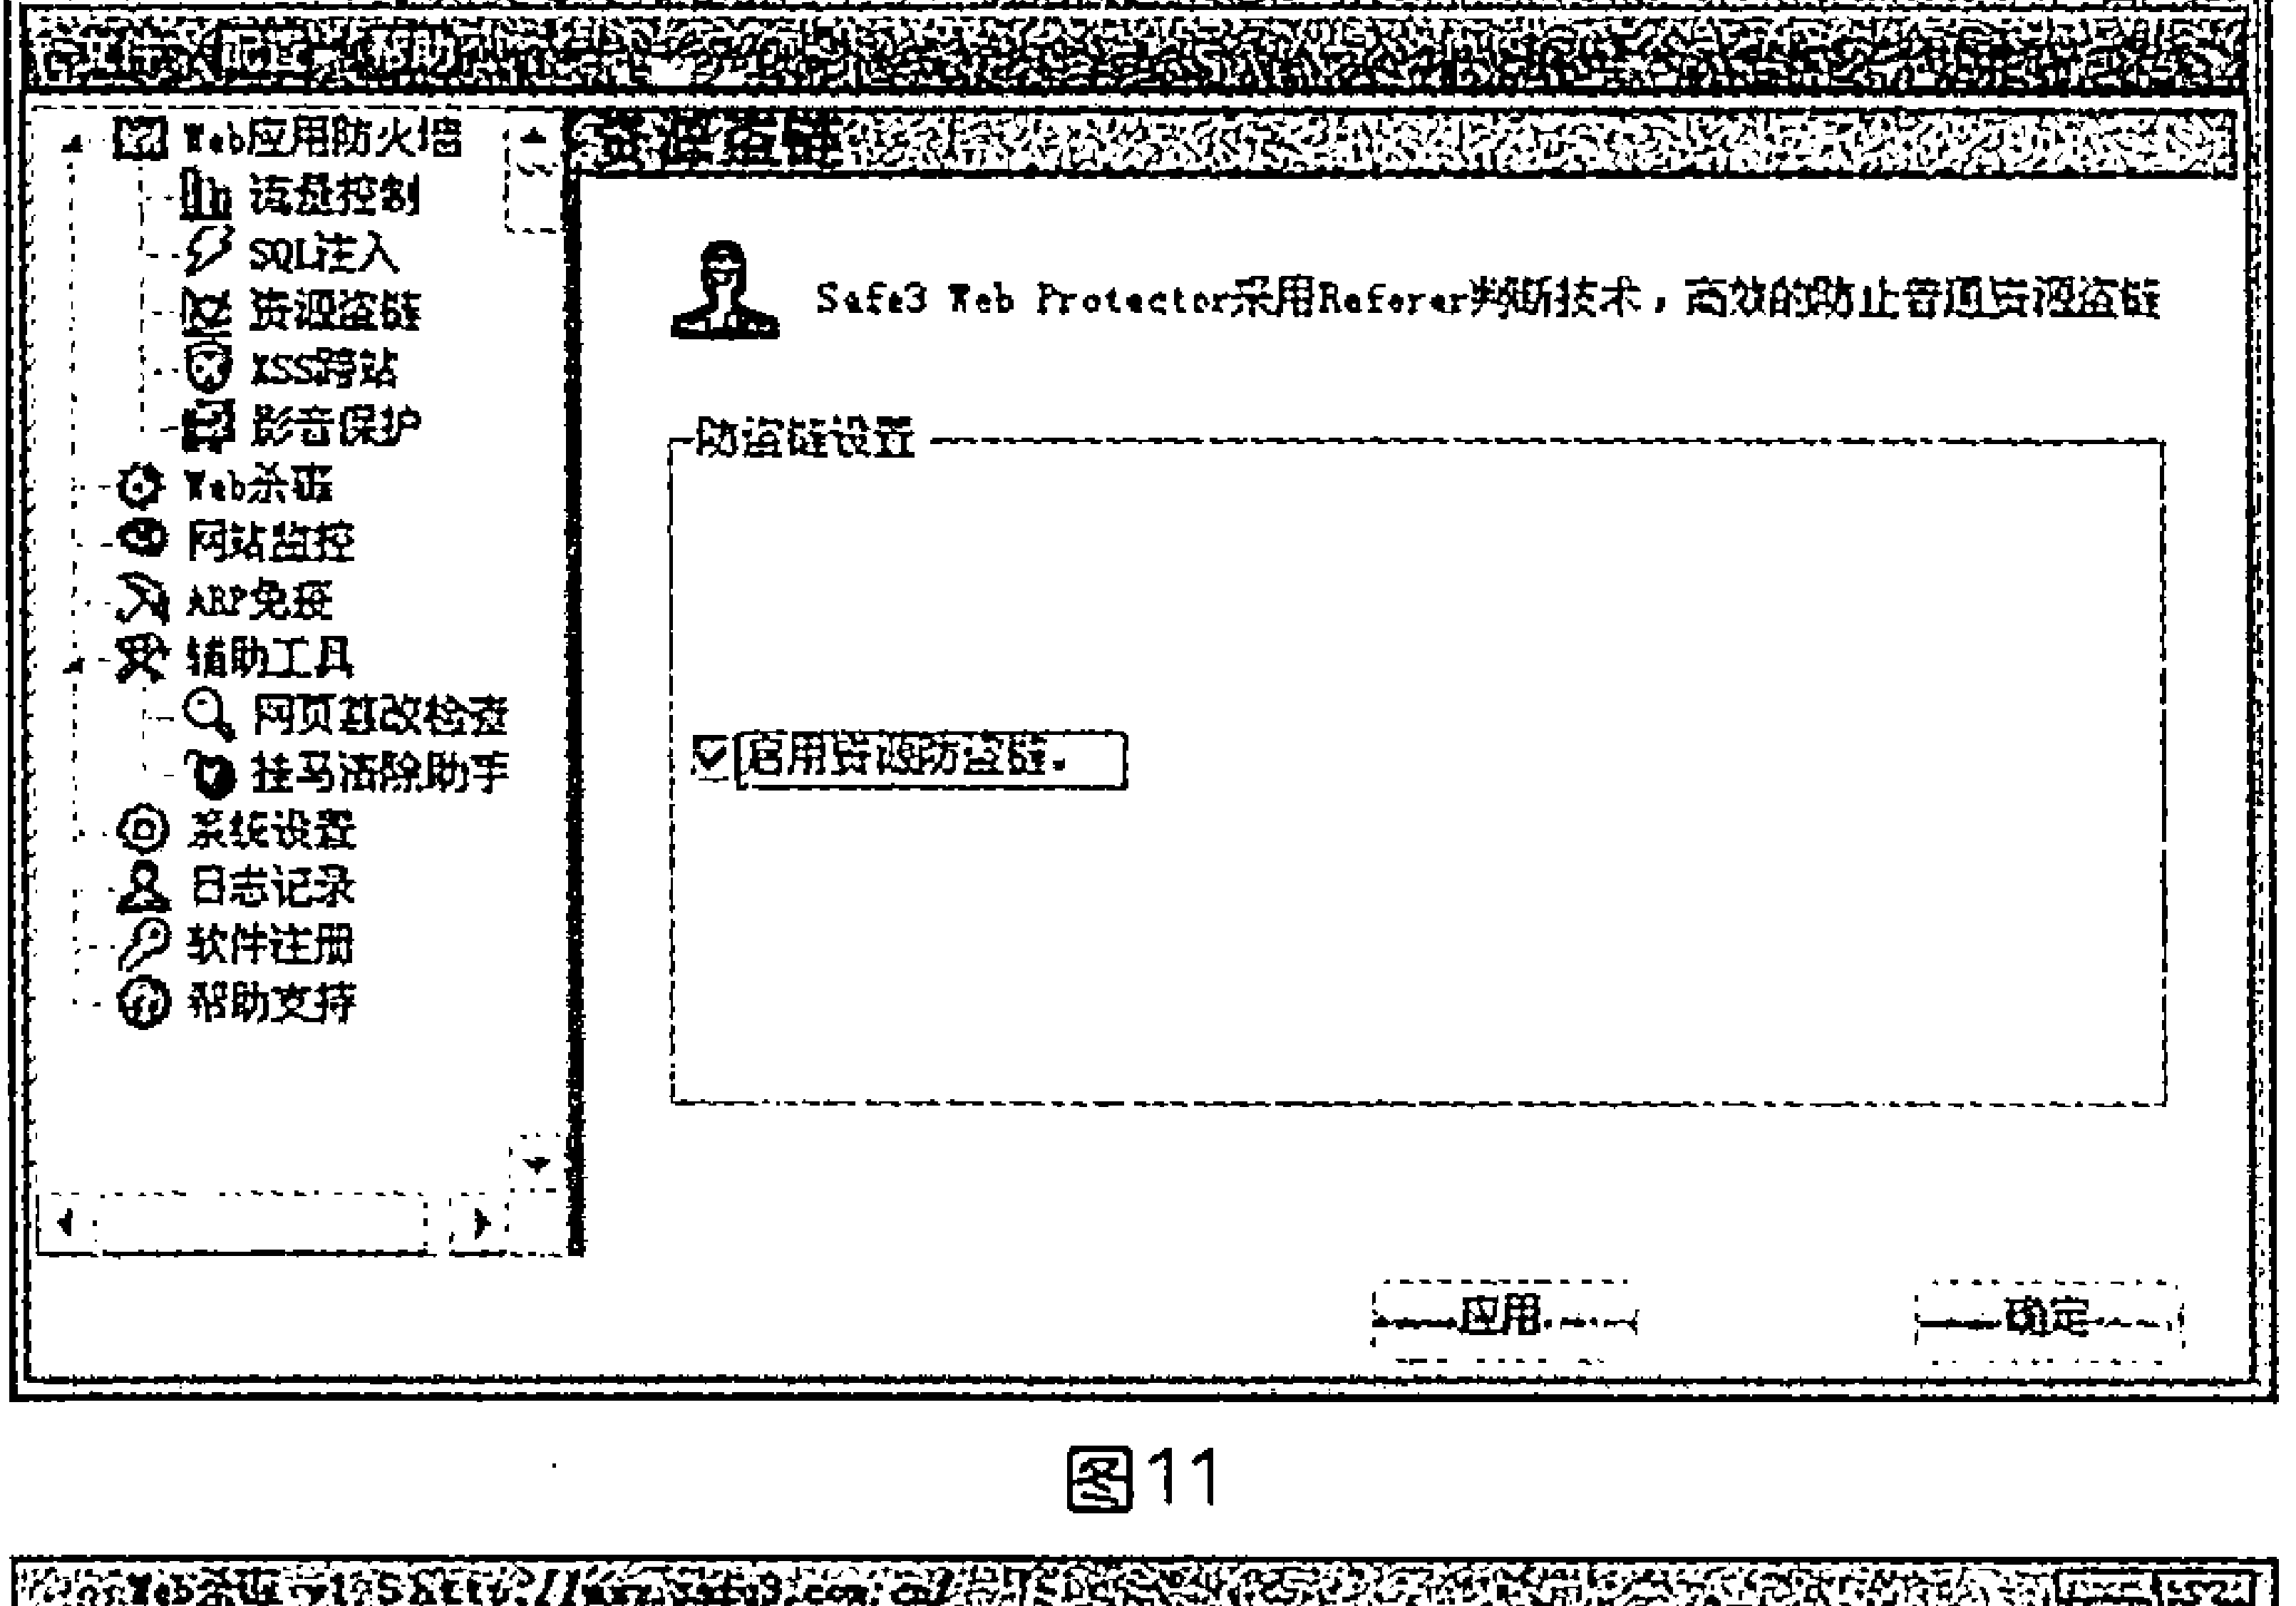 配置 帮助
Web应用防火墙
流量控制
SQL注入
资源盗链
XSS跨站
影音保护
Web杀毒
网站监控
ARP免疫
辅助工具
网页篡改检查
挂马清除助手
系统设置
日志记录
软件注册
帮助支持
资源盗链
Safe3 Web Protector采用Referer判断技术，高效的防止普通资源盗链
防盗链设置
启用资源防盗链。
应用
确定
图11